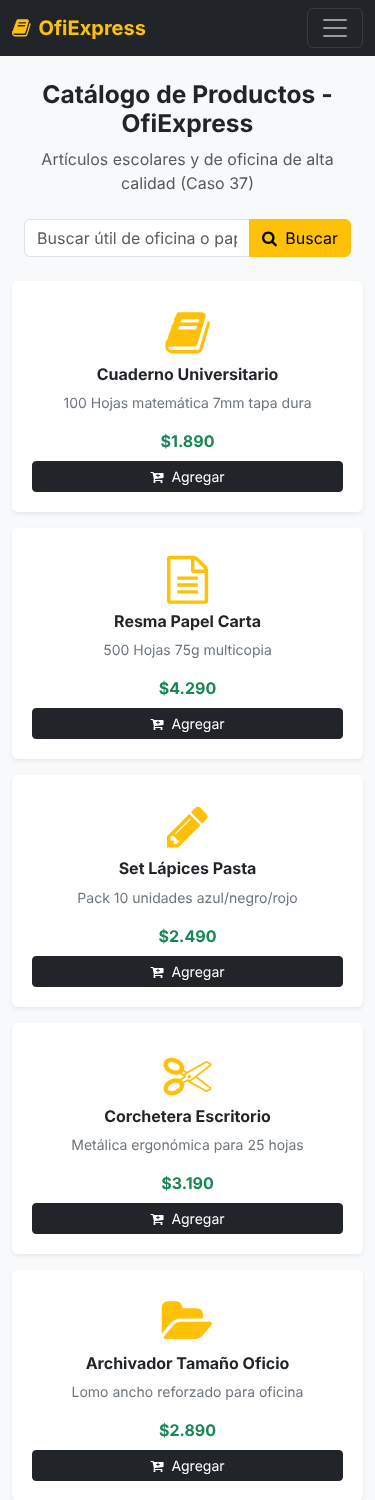 OfiExpress
Catálogo de Productos -
OfiExpress
Artículos escolares y de oficina de alta
calidad (Caso 37)
Buscar útil de oficina o pap
Buscar
Cuaderno Universitario
100 Hojas matemática 7mm tapa dura
$1.890
Agregar
Resma Papel Carta
500 Hojas 75g multicopia
$4.290
Agregar
Set Lápices Pasta
Pack 10 unidades azul/negro/rojo
$2.490
Agregar
Corchetera Escritorio
Metálica ergonómica para 25 hojas
$3.190
Agregar
Archivador Tamaño Oficio
Lomo ancho reforzado para oficina
$2.890
Agregar